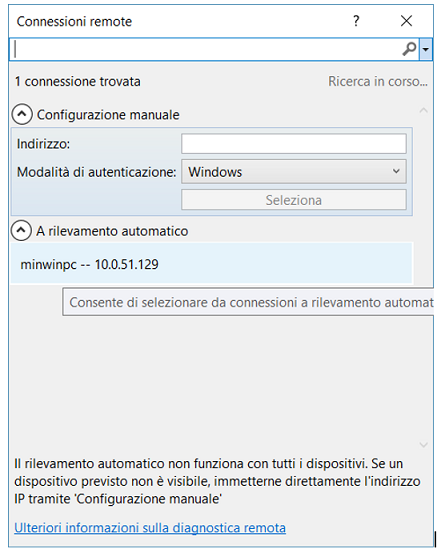 Connessioni remote
1 connessione trovata Ricerca in corso...
Configurazione manuale
Indirizzo:
Modalità di autenticazione: Windows
Seleziona
A rilevamento automatico
minwinpc -- 10.0.51.129
Consente di selezionare da connessioni a rilevamento automat
Il rilevamento automatico non funziona con tutti i dispositivi. Se un
dispositivo previsto non è visibile, immetterne direttamente l'indirizzo
IP tramite 'Configurazione manuale'
Ulteriori informazioni sulla diagnostica remota